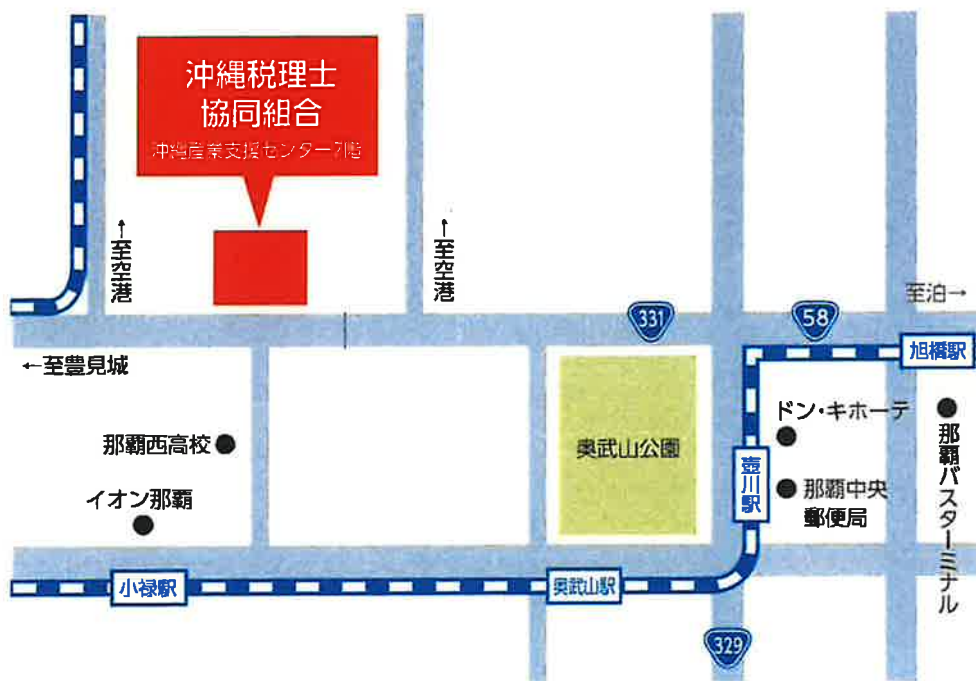 沖縄税理士
協同組合
沖縄産業支援センター7階
←至空港
←至空港
331
58
至泊→
旭橋駅
←至豊見城
ドン・キホーテ
那覇バスターミナル
那覇西高校
奥武山公園
壺川駅
那覇中央
郵便局
イオン那覇
小禄駅
奥武山駅
329